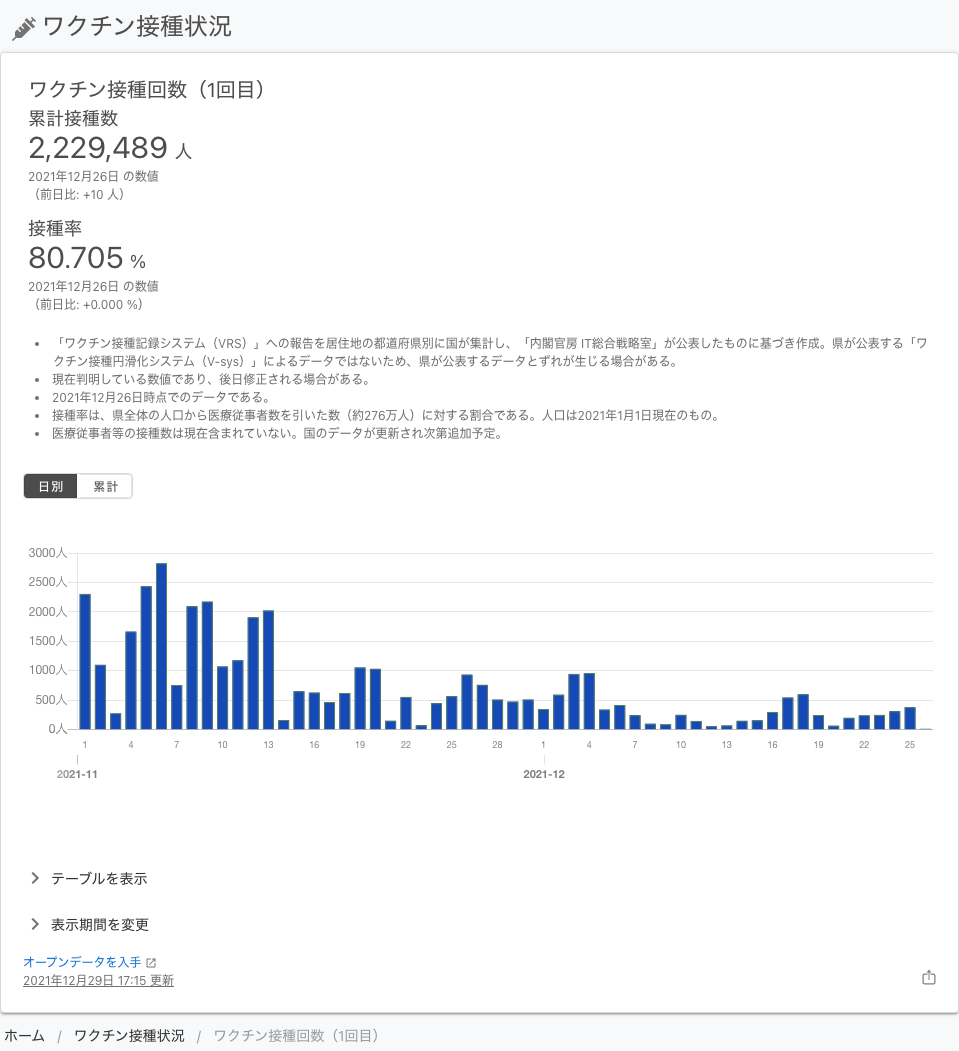 ワクチン接種状況
ワクチン接種回数（1回目）
累計接種数
2,229,489 人
2021年12月26日 の数値
（前日比: +10 人）
接種率
80.705 %
2021年12月26日 の数値
（前日比: +0.000 %）
• 「ワクチン接種記録システム（VRS）」への報告を居住地の都道府県別に国が集計し、「内閣官房 IT総合戦略室」が公表したものに基づき作成。県が公表する「ワ
クチン接種円滑化システム（V-sys）」によるデータではないため、県が公表するデータとずれが生じる場合がある。
• 現在判明している数値であり、後日修正される場合がある。
• 2021年12月26日時点でのデータである。
• 接種率は、県全体の人口から医療従事者数を引いた数（約276万人）に対する割合である。人口は2021年1月1日現在のもの。
• 医療従事者等の接種数は現在含まれていない。国のデータが更新され次第追加予定。
日別 累計
3000人
2500人
2000人
1500人
1000人
500人
0人
1 4 7 10 13 16 19 22 25 28 1 4 7 10 13 16 19 22 25
2021-11 2021-12
テーブルを表示
表示期間を変更
オープンデータを入手
2021年12月29日 17:15 更新
ホーム / ワクチン接種状況 / ワクチン接種回数（1回目）